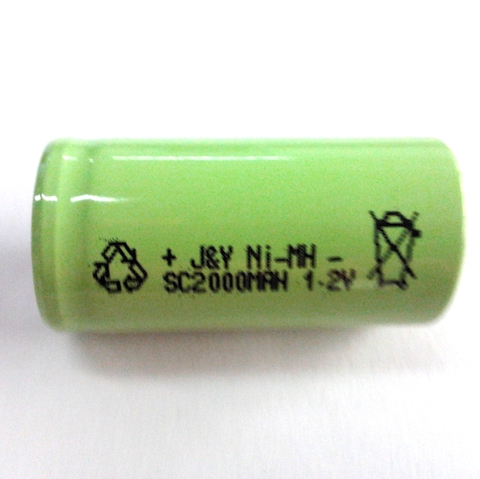 + J&Y Ni-MH -
SC2000MAH 1.2V